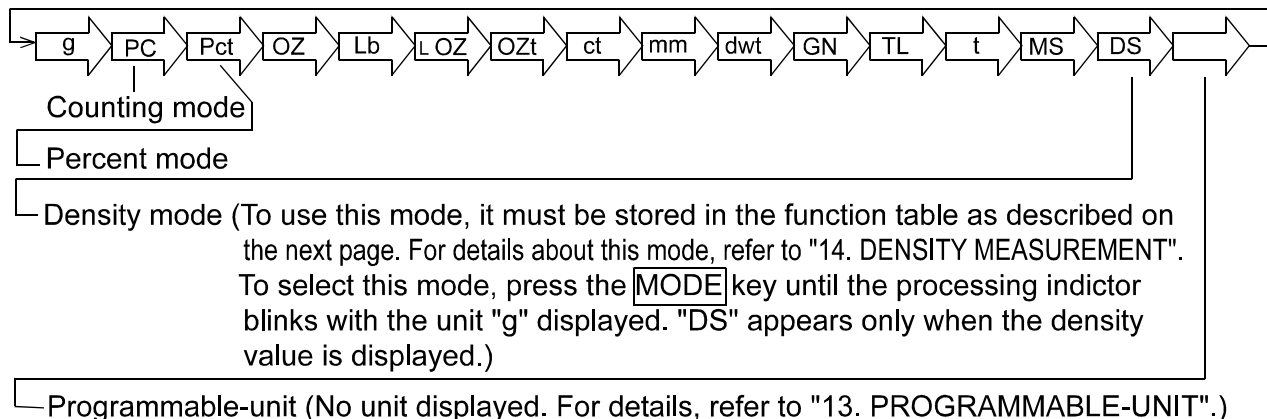 g PC Pct OZ Lb L OZ OZt ct mm dwt GN TL t MS DS
Counting mode
Percent mode
Density mode (To use this mode, it must be stored in the function table as described on
the next page. For details about this mode, refer to "14. DENSITY MEASUREMENT".
To select this mode, press the MODE key until the processing indictor
blinks with the unit "g" displayed. "DS" appears only when the density
value is displayed.)
Programmable-unit (No unit displayed. For details, refer to "13. PROGRAMMABLE-UNIT".)